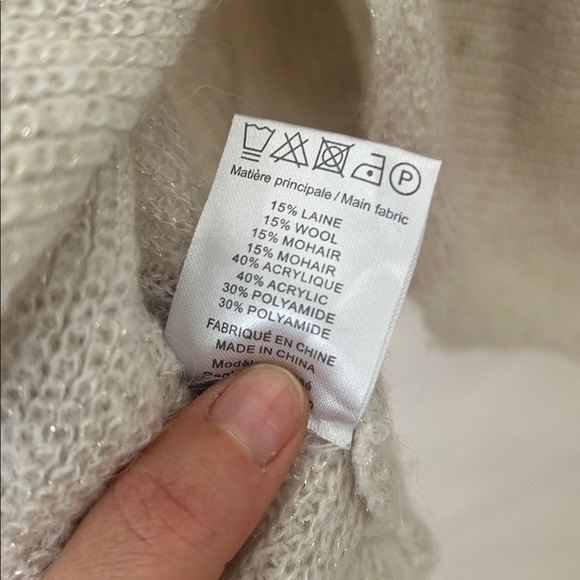 P
Matière principale / Main fabric
15% LAINE
15% WOOL
15% MOHAIR
15% MOHAIR
40% ACRYLIQUE
40% ACRYLIC
30% POLYAMIDE
30% POLYAMIDE
FABRIQUÉ EN CHINE
MADE IN CHINA